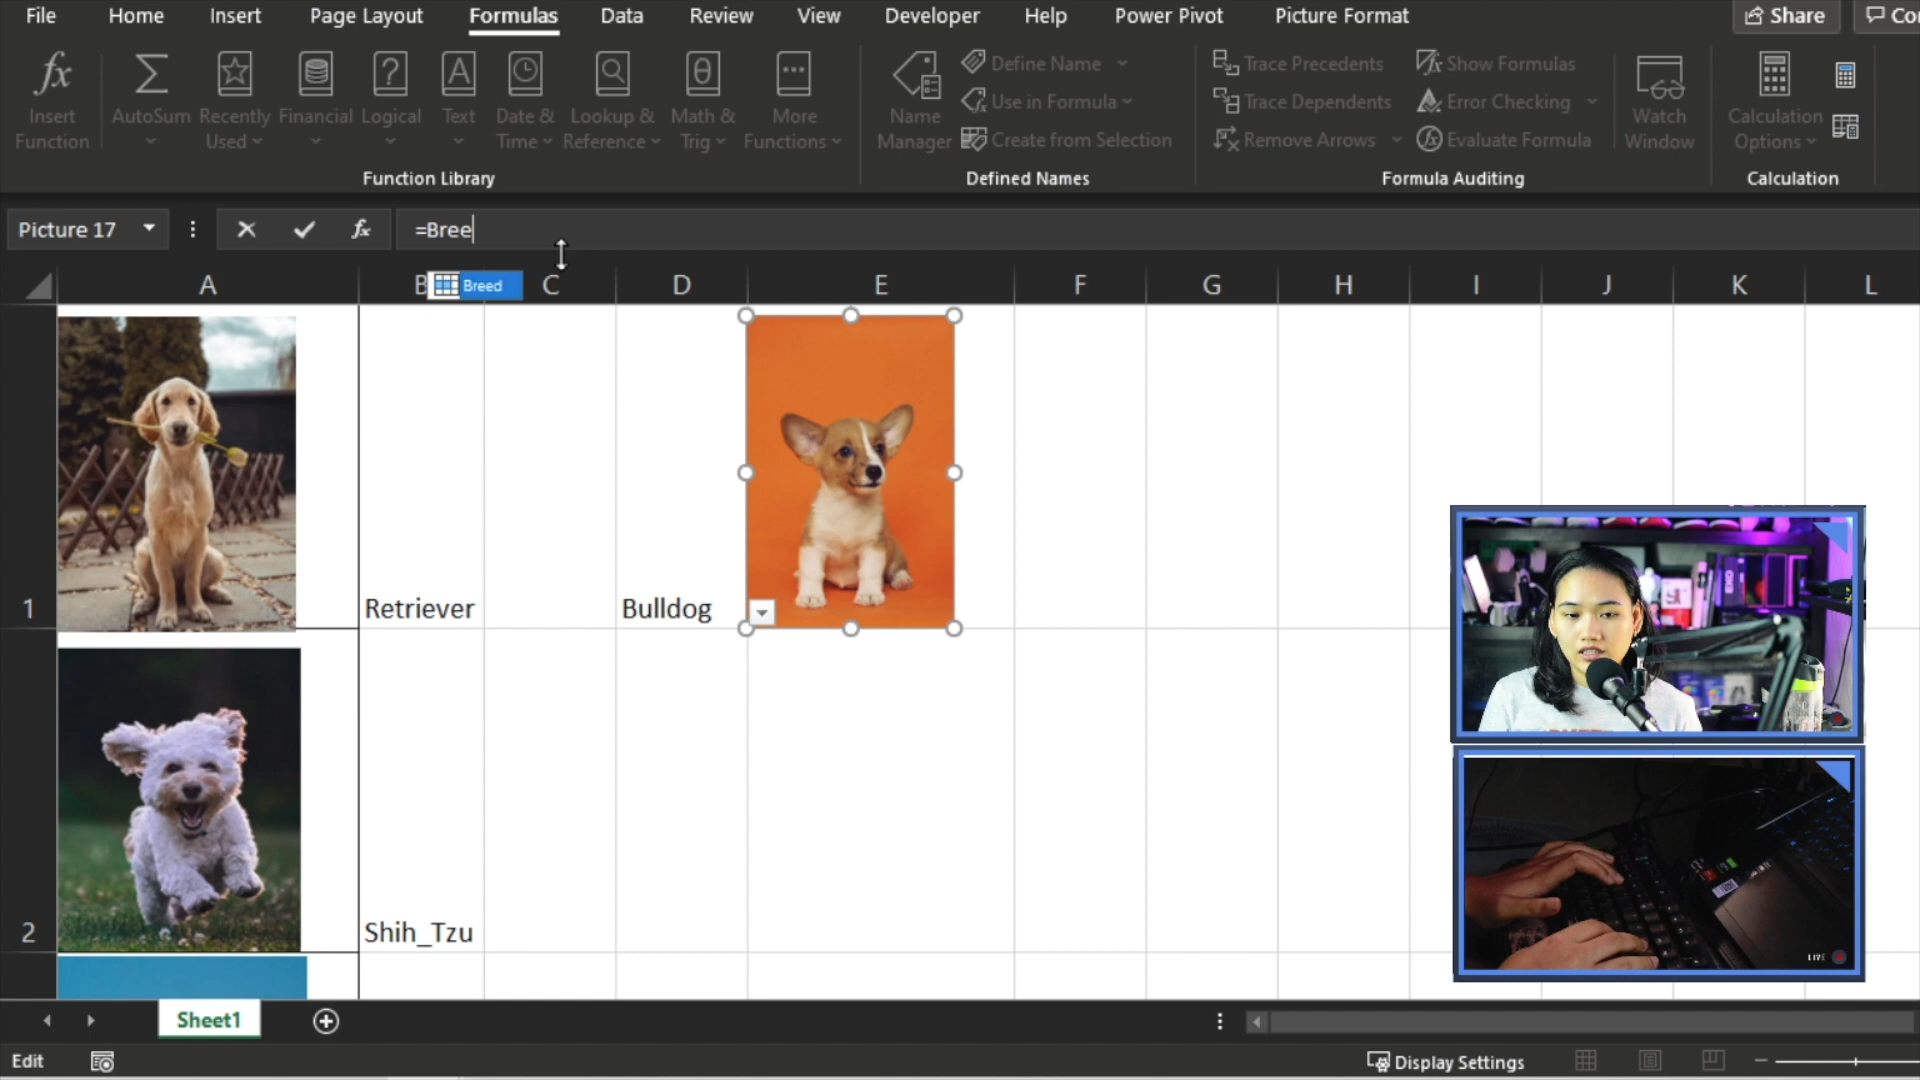 File Home Insert Page Layout Formulas Data Review View Developer Help Power Pivot Picture Format Share
Insert Function
AutoSum
Recently Used
Financial
Logical
Text
Date & Time
Lookup & Reference
Math & Trig
More Functions
Function Library
Name Manager
Define Name
Use in Formula
Create from Selection
Defined Names
Trace Precedents
Trace Dependents
Remove Arrows
Show Formulas
Error Checking
Evaluate Formula
Formula Auditing
Watch Window
Calculation Options
Calculation
Picture 17 fx =Bree
Breed
A B C D E F G H I J K L
1 Retriever Bulldog
2 Shih_Tzu
LIVE
Sheet1
Edit Display Settings